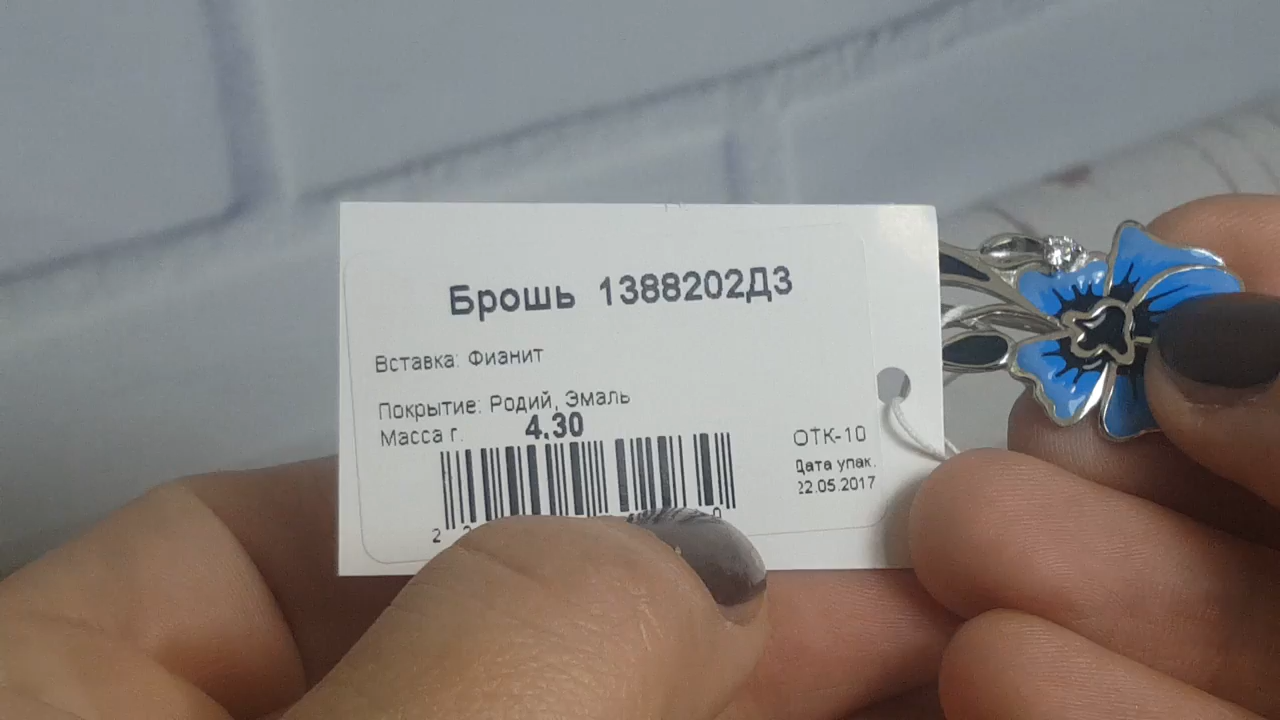 Брошь 1388202Д3
Вставка: Фианит
Покрытие: Родий, Эмаль
Масса г. 4.30
ОТК-10
Дата упак.
22.05.2017